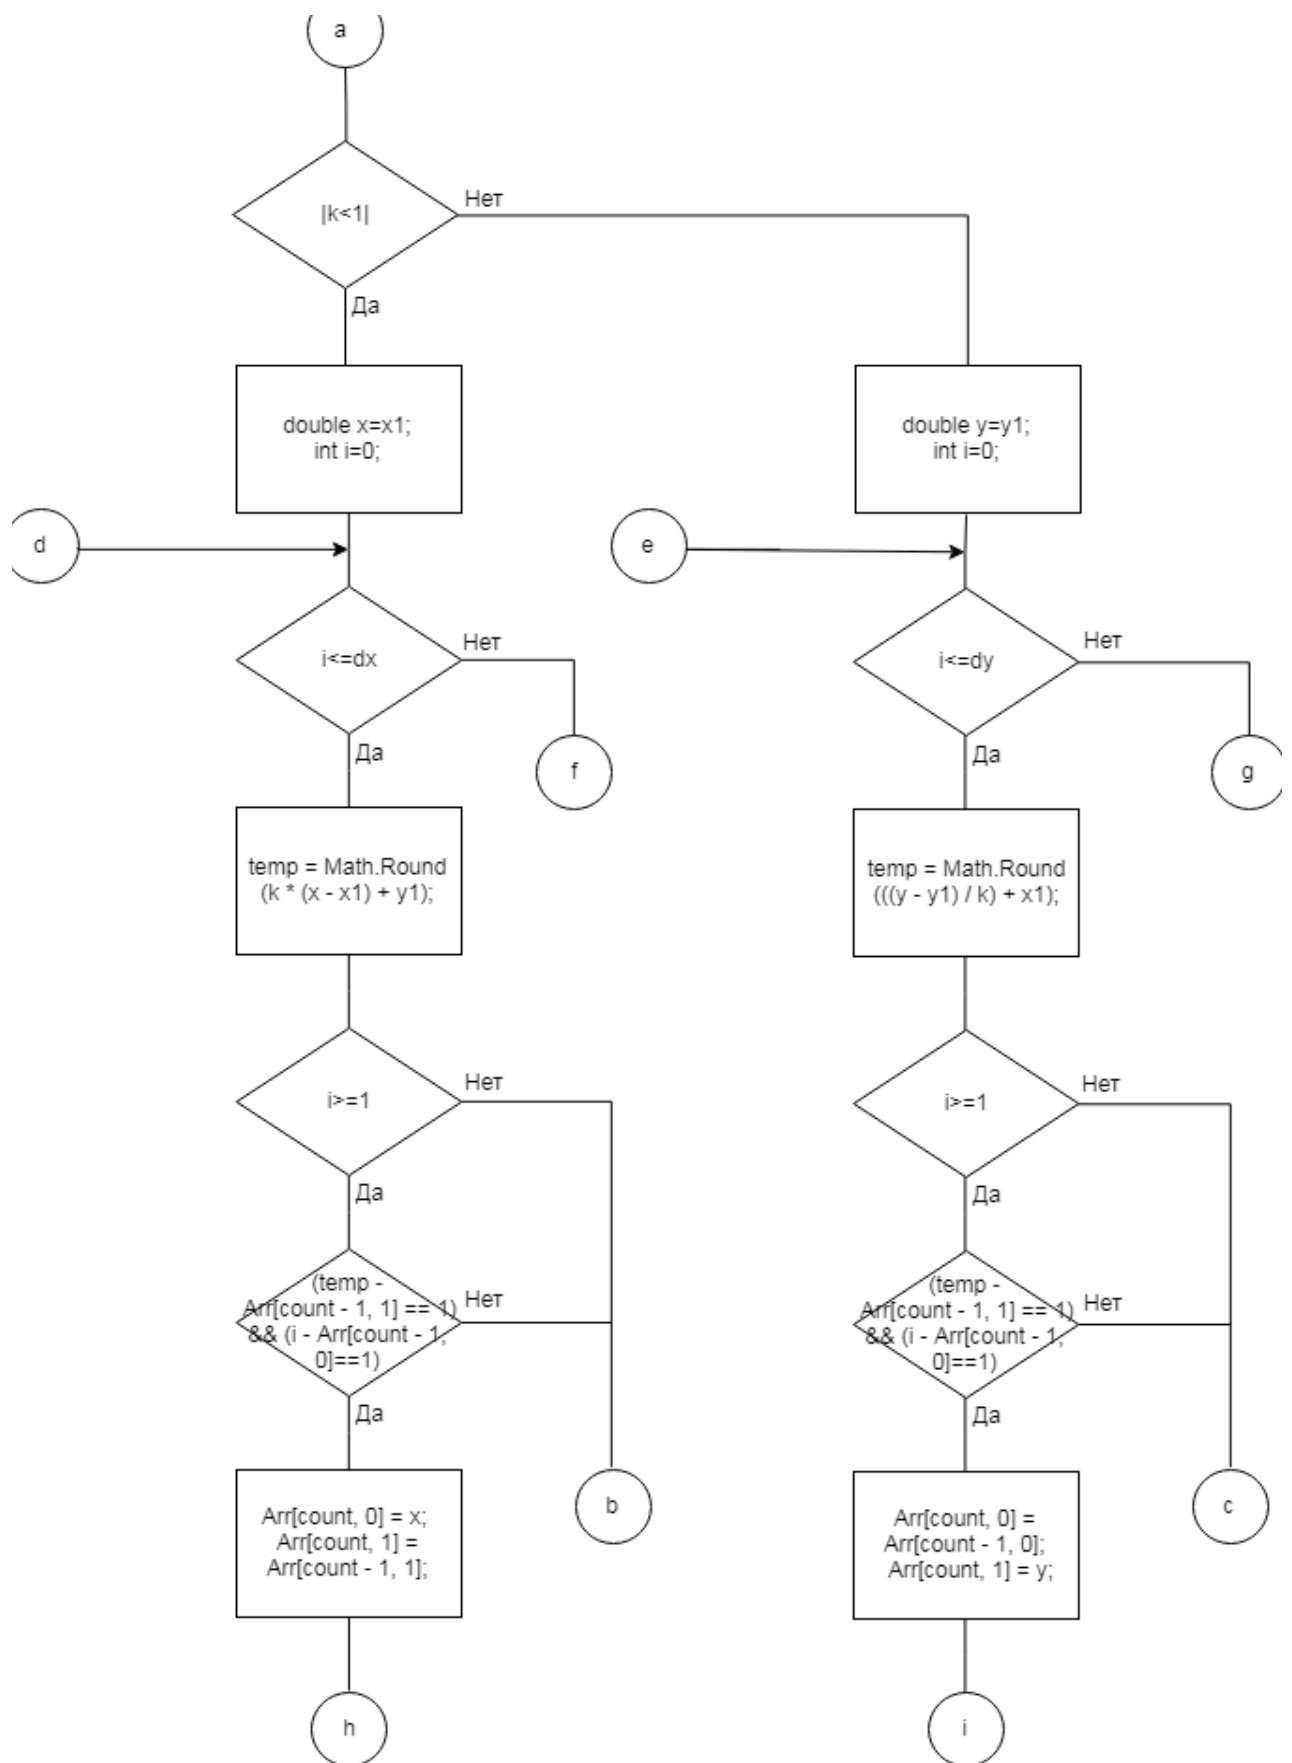 a
|k<1|
Нет
Да
double x=x1;
int i=0;
double y=y1;
int i=0;
d
e
i<=dx
Нет
Да
f
i<=dy
Нет
Да
g
temp = Math.Round
(k * (x - x1) + y1);
temp = Math.Round
(((y - y1) / k) + x1);
i>=1
Нет
Да
i>=1
Нет
Да
(temp -
Arr[count - 1, 1] == 1)
&& (i - Arr[count - 1,
0]==1)
Нет
Да
(temp -
Arr[count - 1, 1] == 1)
&& (i - Arr[count - 1,
0]==1)
Нет
Да
Arr[count, 0] = x;
Arr[count, 1] =
Arr[count - 1, 1];
b
Arr[count, 0] =
Arr[count - 1, 0];
Arr[count, 1] = y;
c
h
i